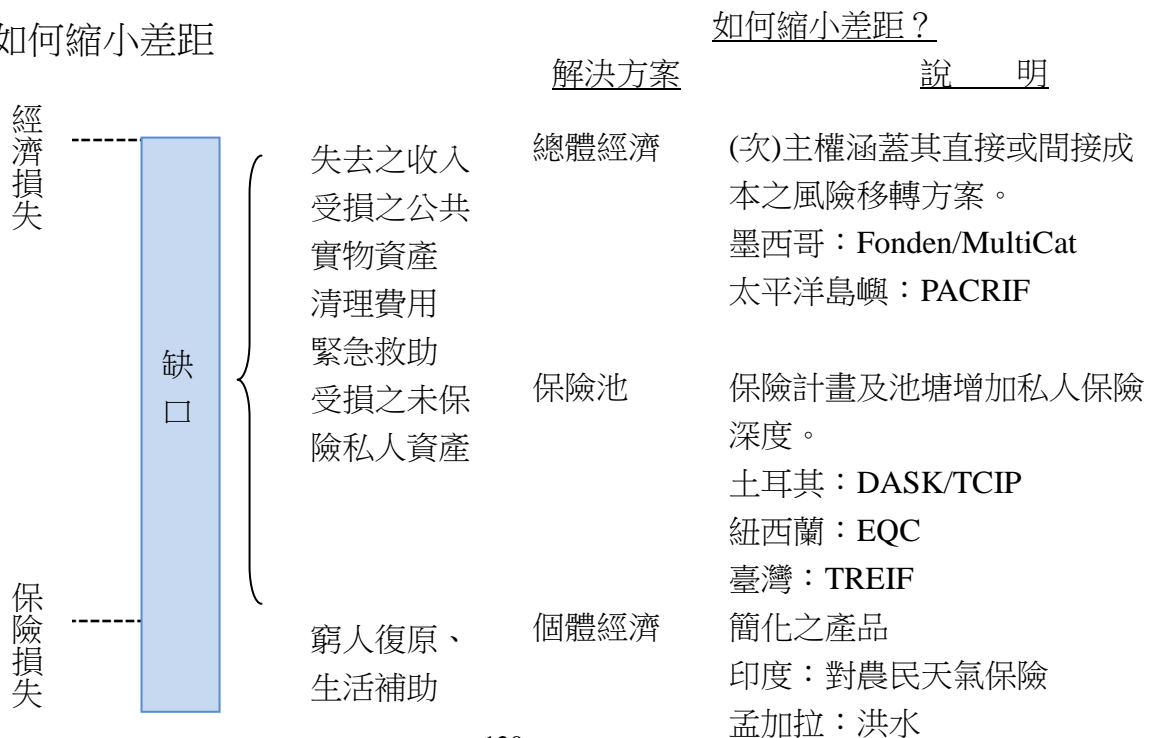 如何縮小差距
如何縮小差距？
解決方案
說 明
經濟損失
缺口
保險損失
失去之收入
受損之公共
實物資產
清理費用
緊急救助
受損之未保
險私人資產
窮人復原、
生活補助
總體經濟
(次)主權涵蓋其直接或間接成
本之風險移轉方案。
墨西哥：Fonden/MultiCat
太平洋島嶼：PACRIF
保險池
保險計畫及池塘增加私人保險
深度。
土耳其：DASK/TCIP
紐西蘭：EQC
臺灣：TREIF
個體經濟
簡化之產品
印度：對農民天氣保險
孟加拉：洪水